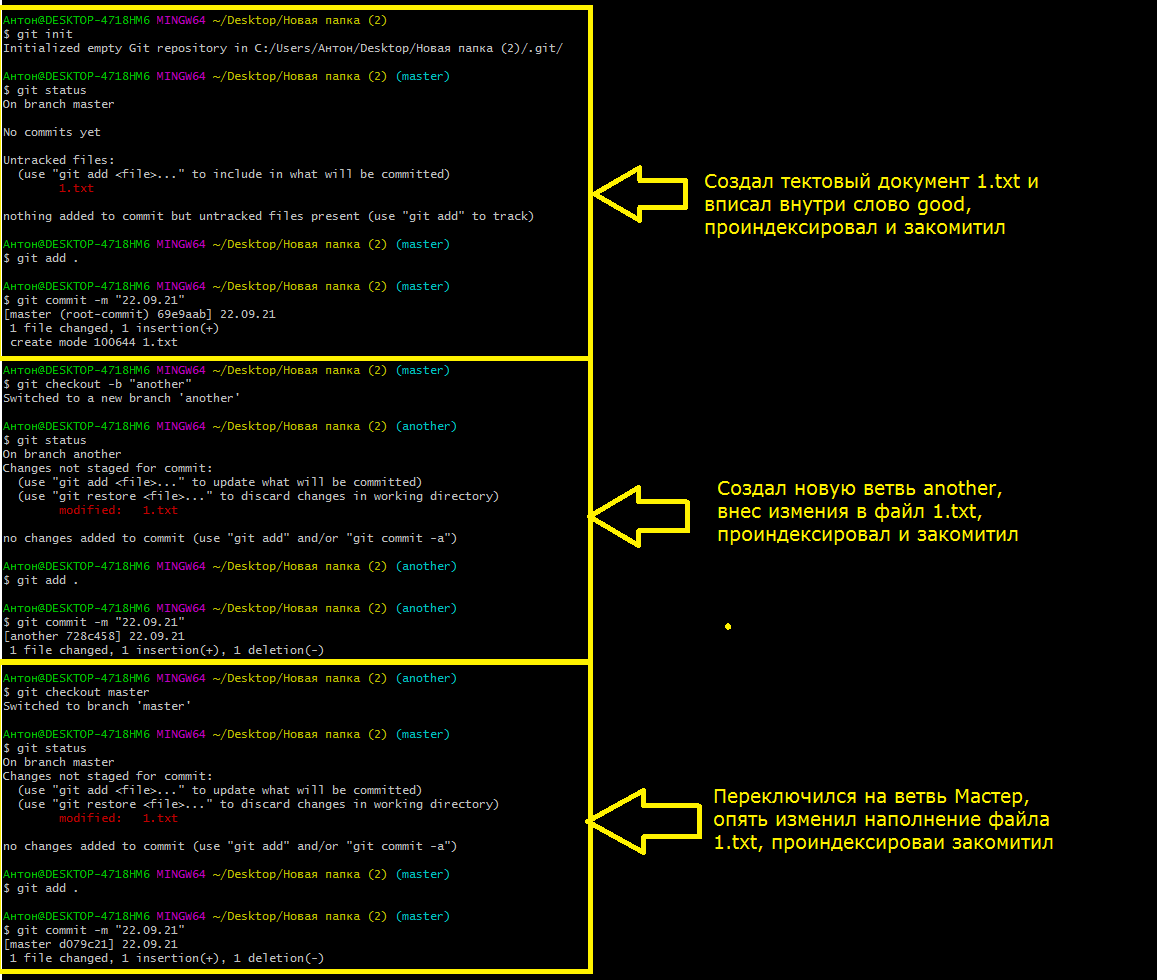 Антон@DESKTOP-4718HM6 MINGW64 ~/Desktop/Новая папка (2)
$ git init
Initialized empty Git repository in C:/Users/Антон/Desktop/Новая папка (2)/.git/
Антон@DESKTOP-4718HM6 MINGW64 ~/Desktop/Новая папка (2) (master)
$ git status
On branch master
No commits yet
Untracked files:
(use "git add <file>..." to include in what will be committed)
1.txt
nothing added to commit but untracked files present (use "git add" to track)
Антон@DESKTOP-4718HM6 MINGW64 ~/Desktop/Новая папка (2) (master)
$ git add .
Антон@DESKTOP-4718HM6 MINGW64 ~/Desktop/Новая папка (2) (master)
$ git commit -m "22.09.21"
[master (root-commit) 69e9aab] 22.09.21
1 file changed, 1 insertion(+)
create mode 100644 1.txt
Создал тектовый документ 1.txt и
вписал внутри слово good,
проиндексировал и закомитил
Антон@DESKTOP-4718HM6 MINGW64 ~/Desktop/Новая папка (2) (master)
$ git checkout -b "another"
Switched to a new branch 'another'
Антон@DESKTOP-4718HM6 MINGW64 ~/Desktop/Новая папка (2) (another)
$ git status
On branch another
Changes not staged for commit:
(use "git add <file>..." to update what will be committed)
(use "git restore <file>..." to discard changes in working directory)
modified:   1.txt
no changes added to commit (use "git add" and/or "git commit -a")
Антон@DESKTOP-4718HM6 MINGW64 ~/Desktop/Новая папка (2) (another)
$ git add .
Антон@DESKTOP-4718HM6 MINGW64 ~/Desktop/Новая папка (2) (another)
$ git commit -m "22.09.21"
[another 728c458] 22.09.21
1 file changed, 1 insertion(+), 1 deletion(-)
Создал новую ветвь another,
внес измения в файл 1.txt,
проиндексировал и закомитил
Антон@DESKTOP-4718HM6 MINGW64 ~/Desktop/Новая папка (2) (another)
$ git checkout master
Switched to branch 'master'
Антон@DESKTOP-4718HM6 MINGW64 ~/Desktop/Новая папка (2) (master)
$ git status
On branch master
Changes not staged for commit:
(use "git add <file>..." to update what will be committed)
(use "git restore <file>..." to discard changes in working directory)
modified:   1.txt
no changes added to commit (use "git add" and/or "git commit -a")
Антон@DESKTOP-4718HM6 MINGW64 ~/Desktop/Новая папка (2) (master)
$ git add .
Антон@DESKTOP-4718HM6 MINGW64 ~/Desktop/Новая папка (2) (master)
$ git commit -m "22.09.21"
[master d079c21] 22.09.21
1 file changed, 1 insertion(+), 1 deletion(-)
Переключился на ветвь Мастер,
опять изменил наполнение файла
1.txt, проиндексироваи закомитил